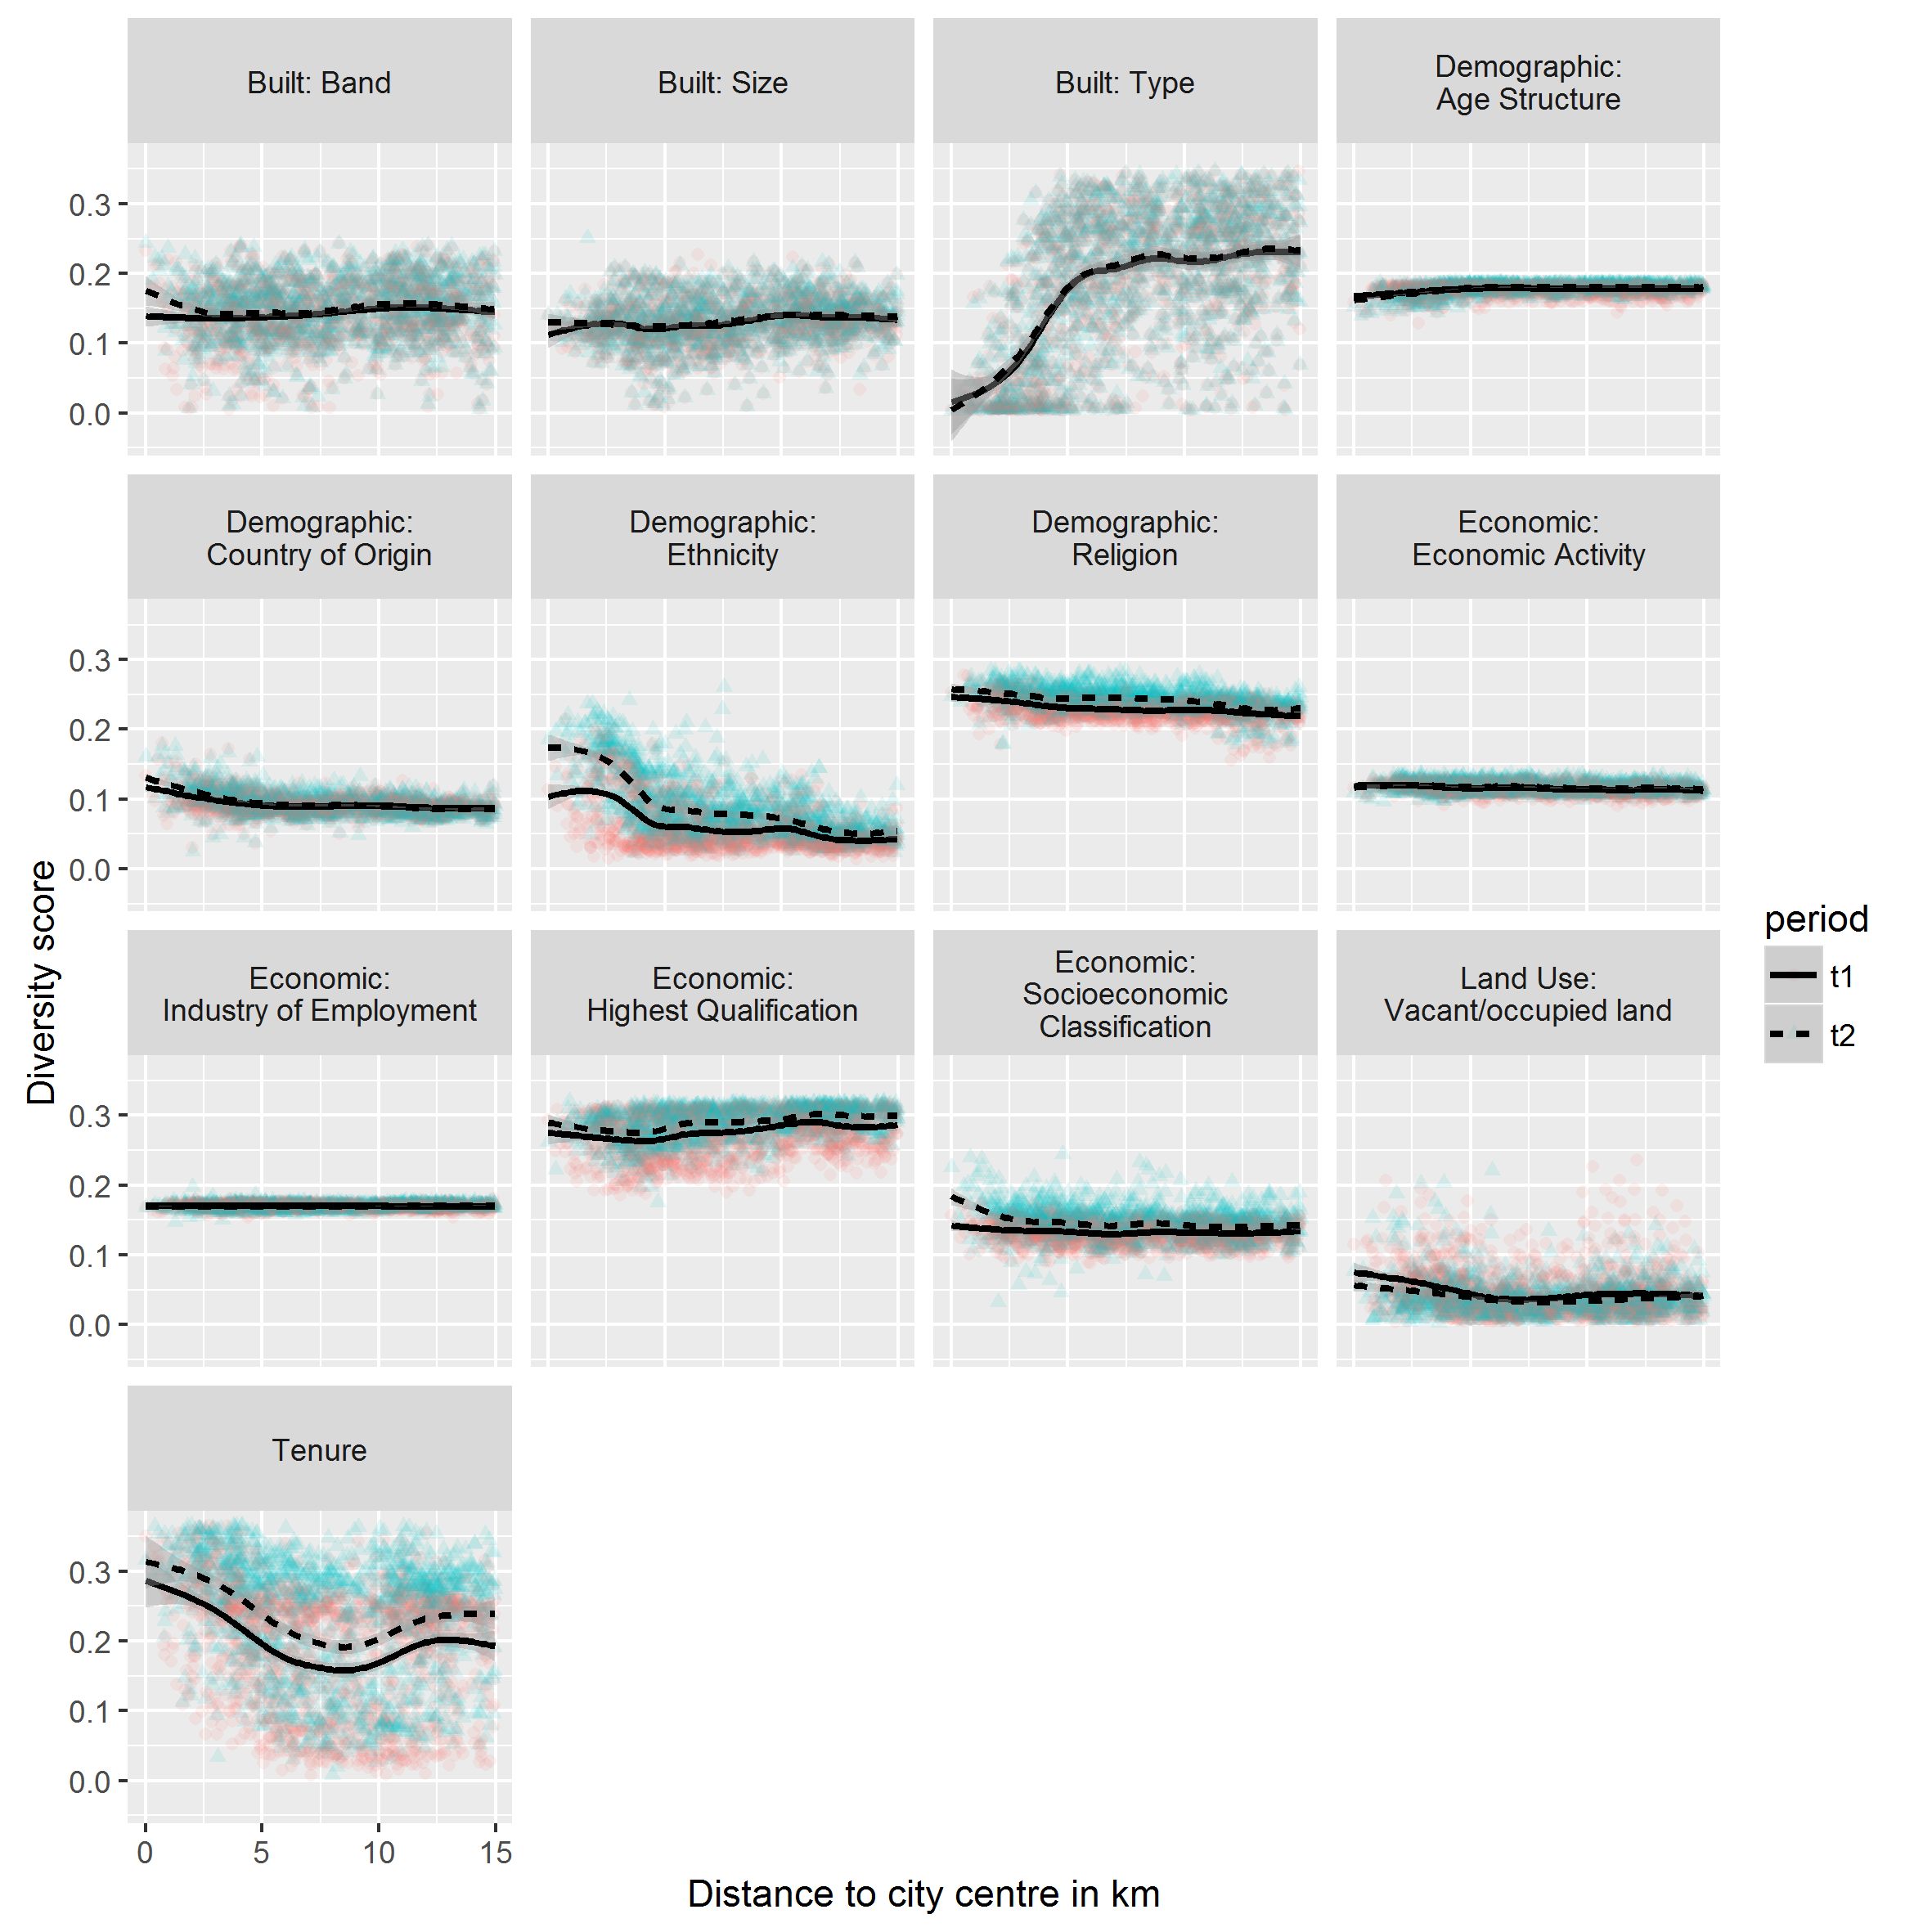 Built: Band
Built: Size
Built: Type
Demographic:
Age Structure
0.3
0.2
0.1
0.0
Demographic:
Country of Origin
Demographic:
Ethnicity
Demographic:
Religion
Economic:
Economic Activity
0.3
0.2
0.1
0.0
Diversity score
Economic:
Industry of Employment
Economic:
Highest Qualification
Economic:
Socioeconomic
Classification
Land Use:
Vacant/occupied land
0.3
0.2
0.1
0.0
period
t1
t2
Tenure
0.3
0.2
0.1
0.0
0 5 10 15
Distance to city centre in km